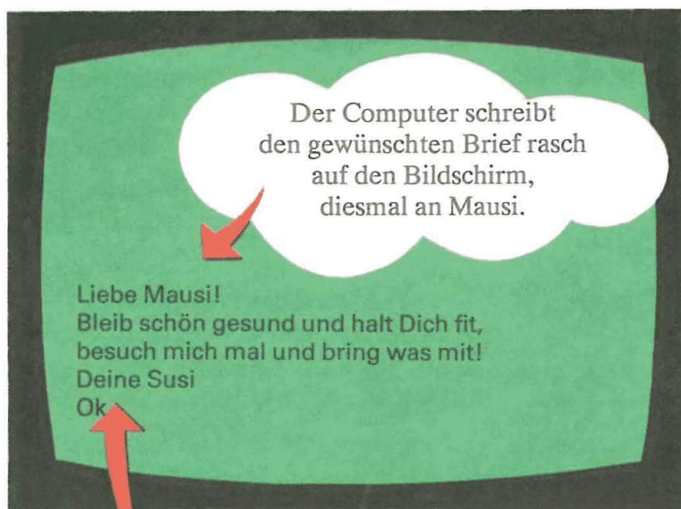 Der Computer schreibt
den gewünschten Brief rasch
auf den Bildschirm,
diesmal an Mausi.
Liebe Mausi!
Bleib schön gesund und halt Dich fit,
besuch mich mal und bring was mit!
Deine Susi
Ok